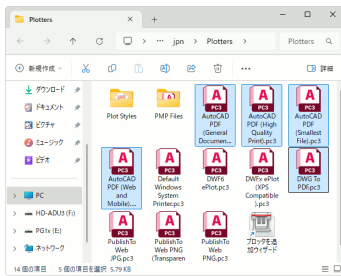 Plotters
jpn
Plotters
Plotters
新規作成
詳細
ダウンロード
ドキュメント
ピクチャ
ミュージック
ビデオ
PC
HD-ADU3 (F:)
PG1x (E:)
ネットワーク
Plot Styles
PMP Files
A
PC3
AutoCAD
PDF
(General
Documen...
A
PC3
AutoCAD
PDF (High
Quality
Print).pc3
A
PC3
AutoCAD
PDF
(Smallest
File).pc3
A
PC3
AutoCAD
PDF (Web
and
Mobile)....
A
PC3
Default
Windows
System
Printer.pc3
A
PC3
DWF6
ePlot.pc3
A
PC3
DWFx ePlot
(XPS
Compatible
).pc3
A
PC3
DWG To
PDF.pc3
A
PC3
PublishTo
Web
JPG.pc3
A
PC3
PublishTo
Web PNG
(Transparen
A
PC3
PublishTo
Web
PNG.pc3
プロッタを追
加ウィザード
14 個の項目
5 個の項目を選択 5.79 KB